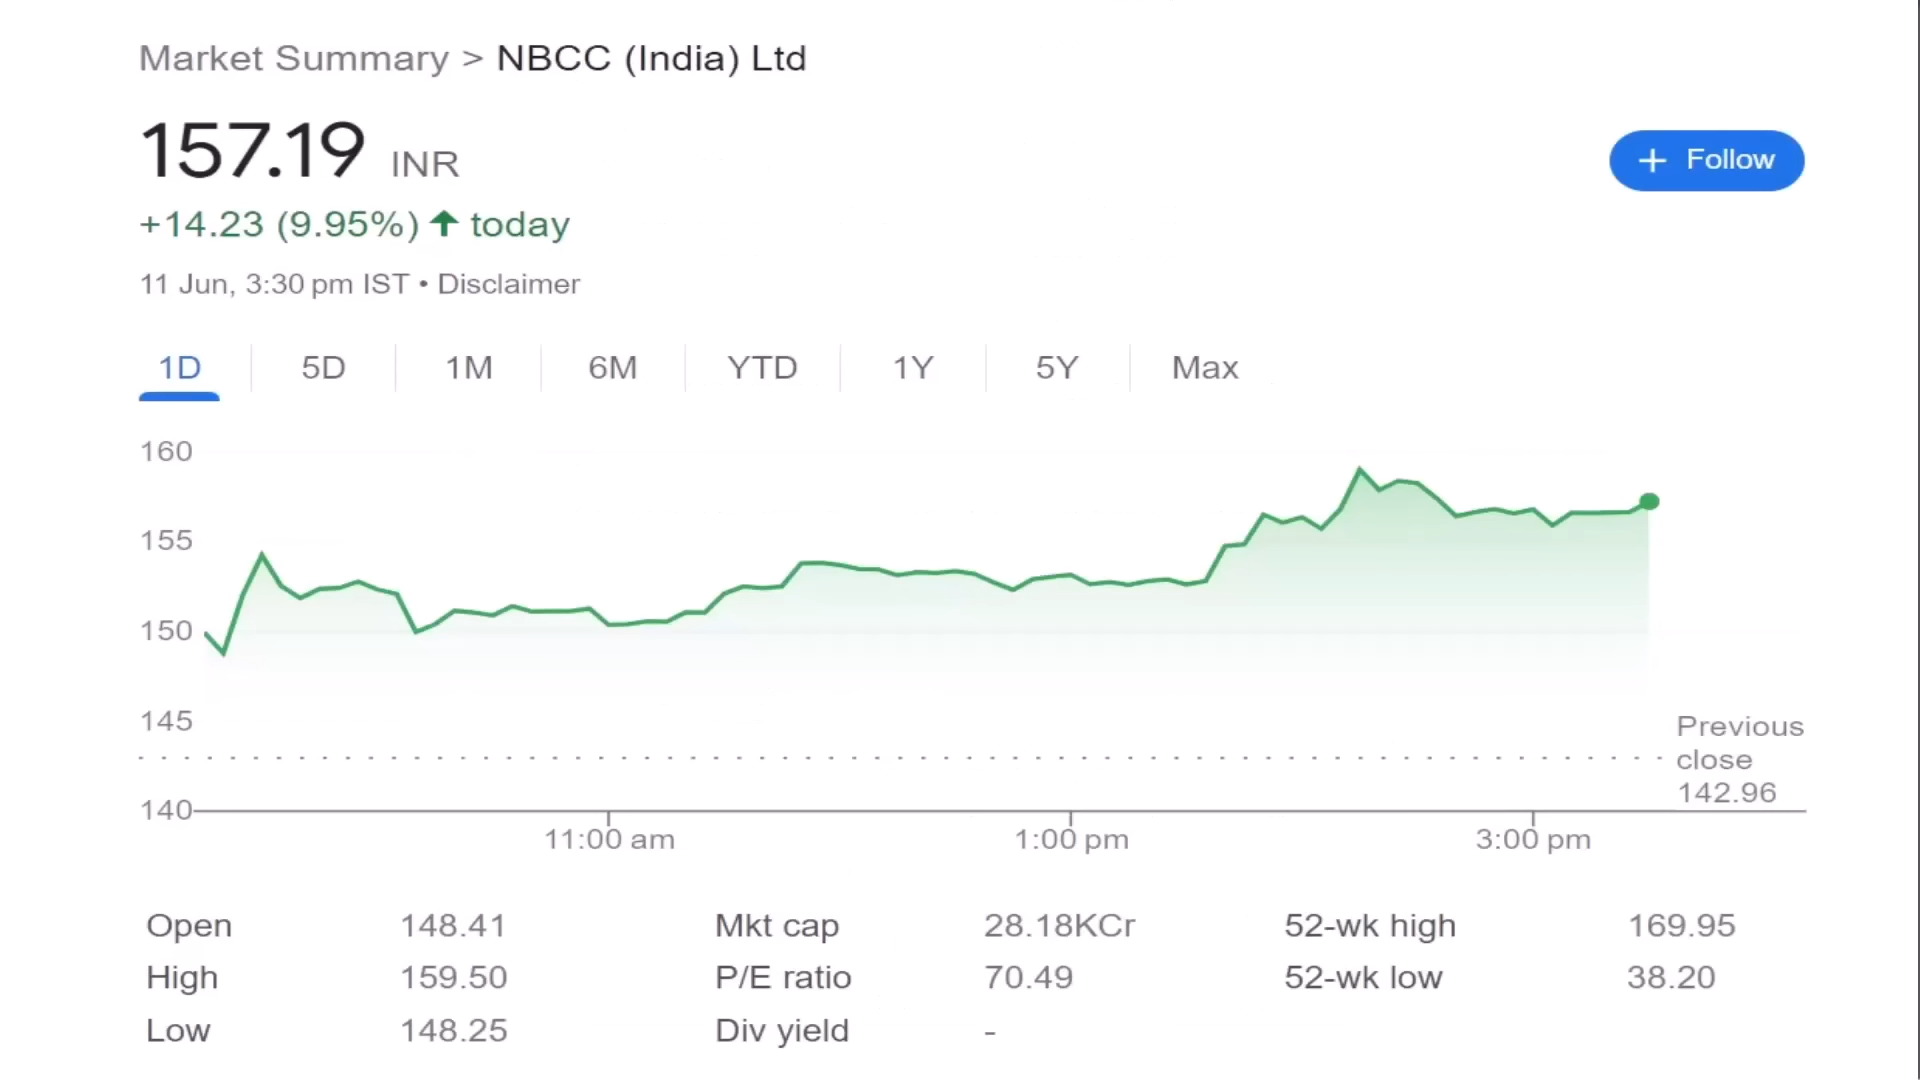 Market Summary > NBCC (India) Ltd
157.19 INR
+ Follow
+14.23 (9.95%) ↑ today
11 Jun, 3:30 pm IST • Disclaimer
1D 5D 1M 6M YTD 1Y 5Y Max
160
155
150
145
Previous
close
142.96
140
11:00 am 1:00 pm 3:00 pm
Open 148.41 Mkt cap 28.18KCr 52-wk high 169.95
High 159.50 P/E ratio 70.49 52-wk low 38.20
Low 148.25 Div yield -